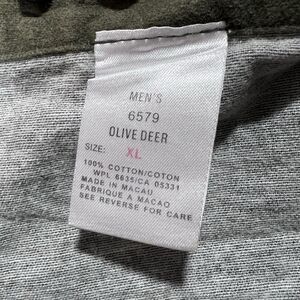 MEN'S
6579
OLIVE DEER
SIZE: XL
100% COTTON/COTON
WPL 6635/CA 05331
MADE IN MACAU
FABRIQUE A MACAO
SEE REVERSE FOR CARE